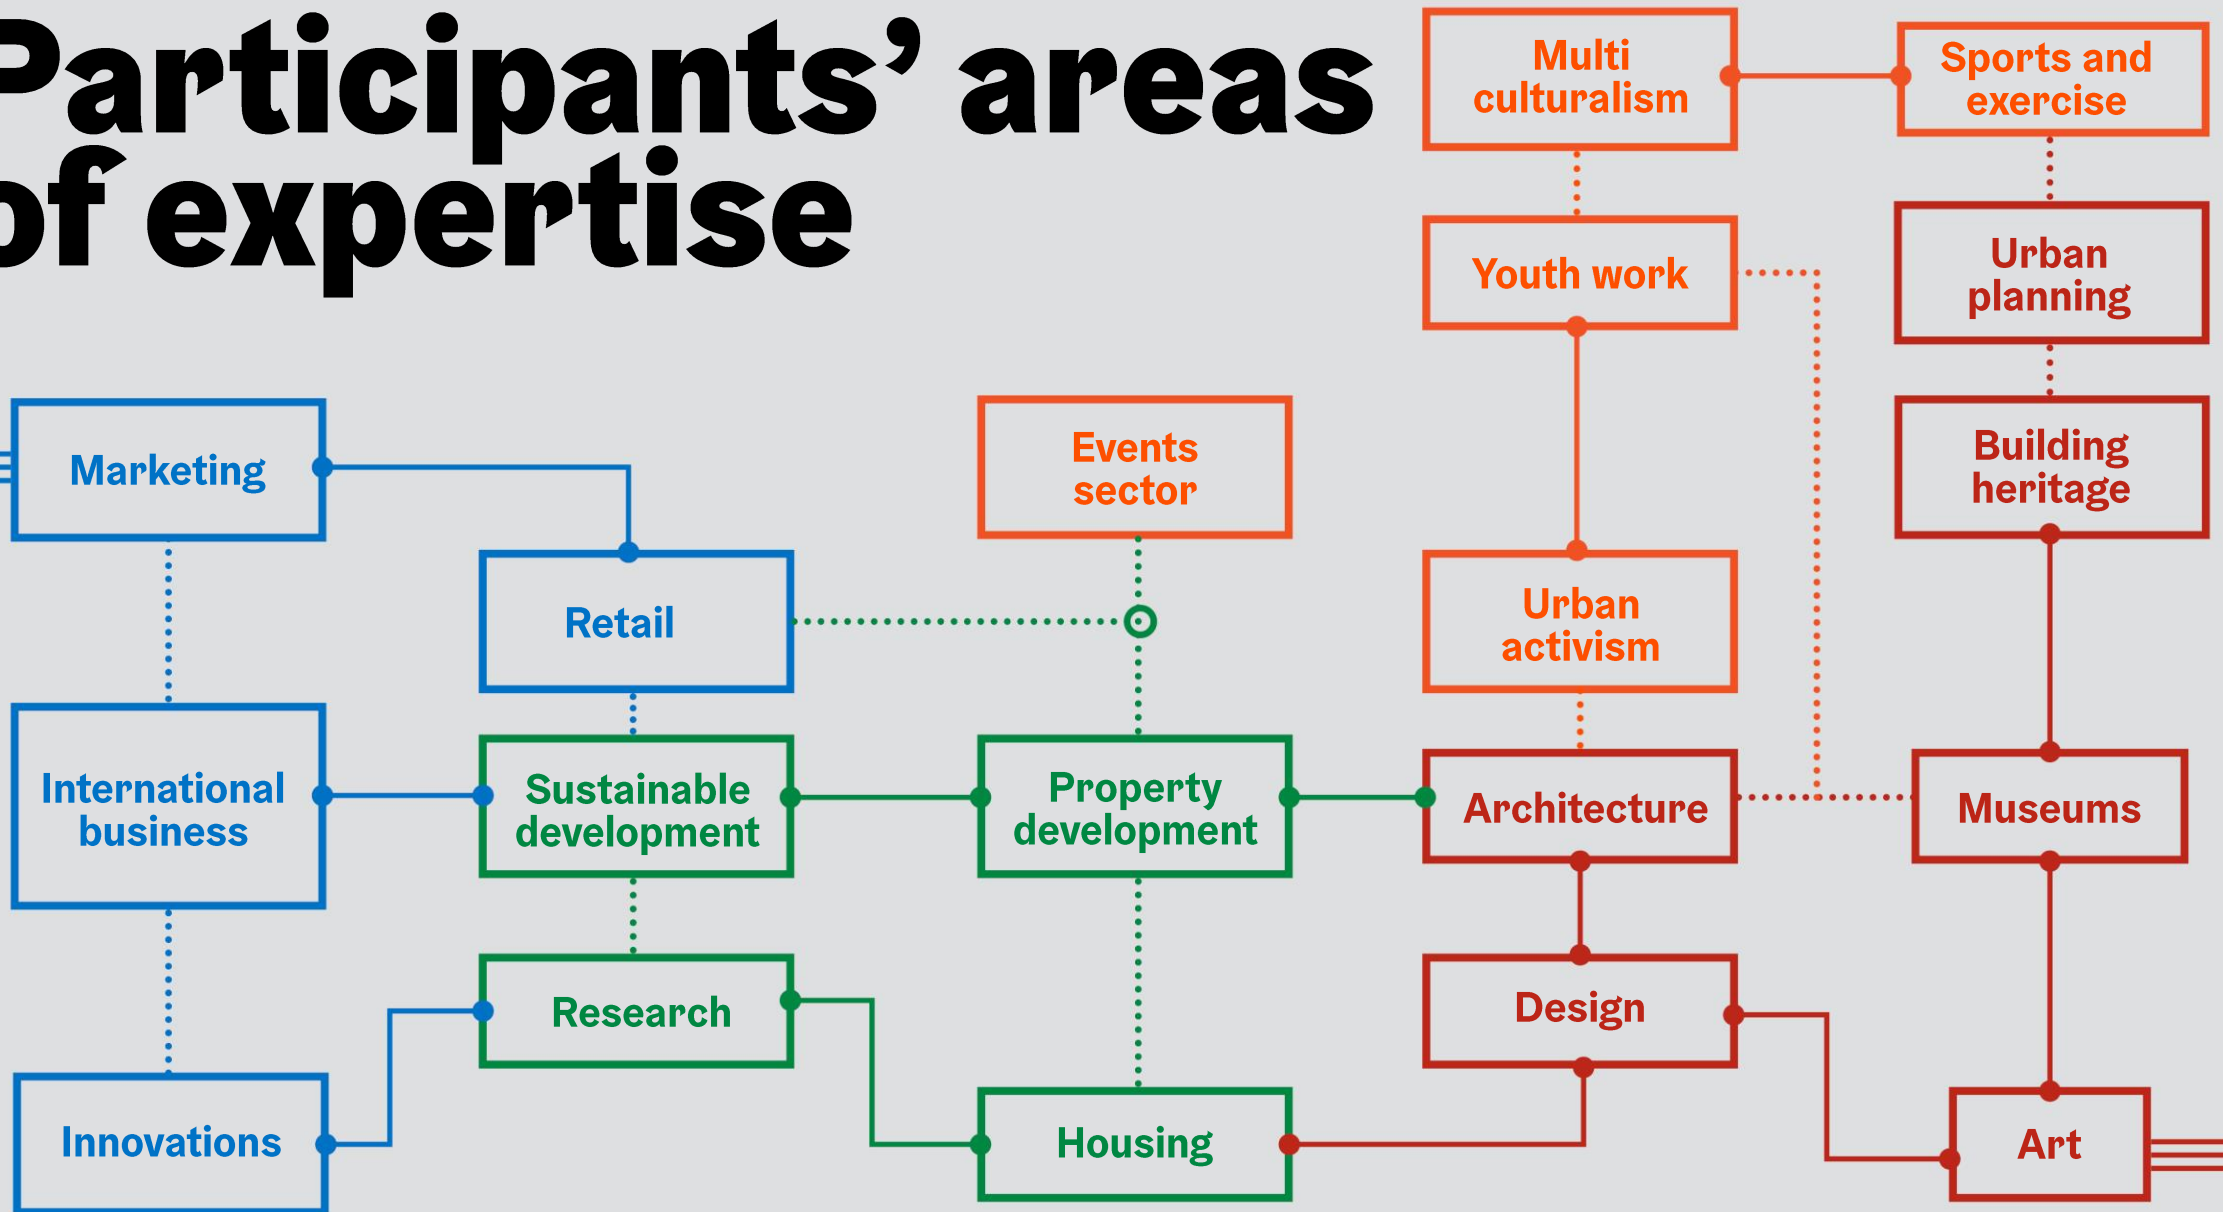 Participants’ areas
of expertise
Multi
culturalism
Sports and
exercise
Youth work
Urban
planning
Marketing
Events
sector
Building
heritage
Retail
Urban
activism
International
business
Sustainable
development
Property
development
Architecture
Museums
Research
Design
Innovations
Housing
Art